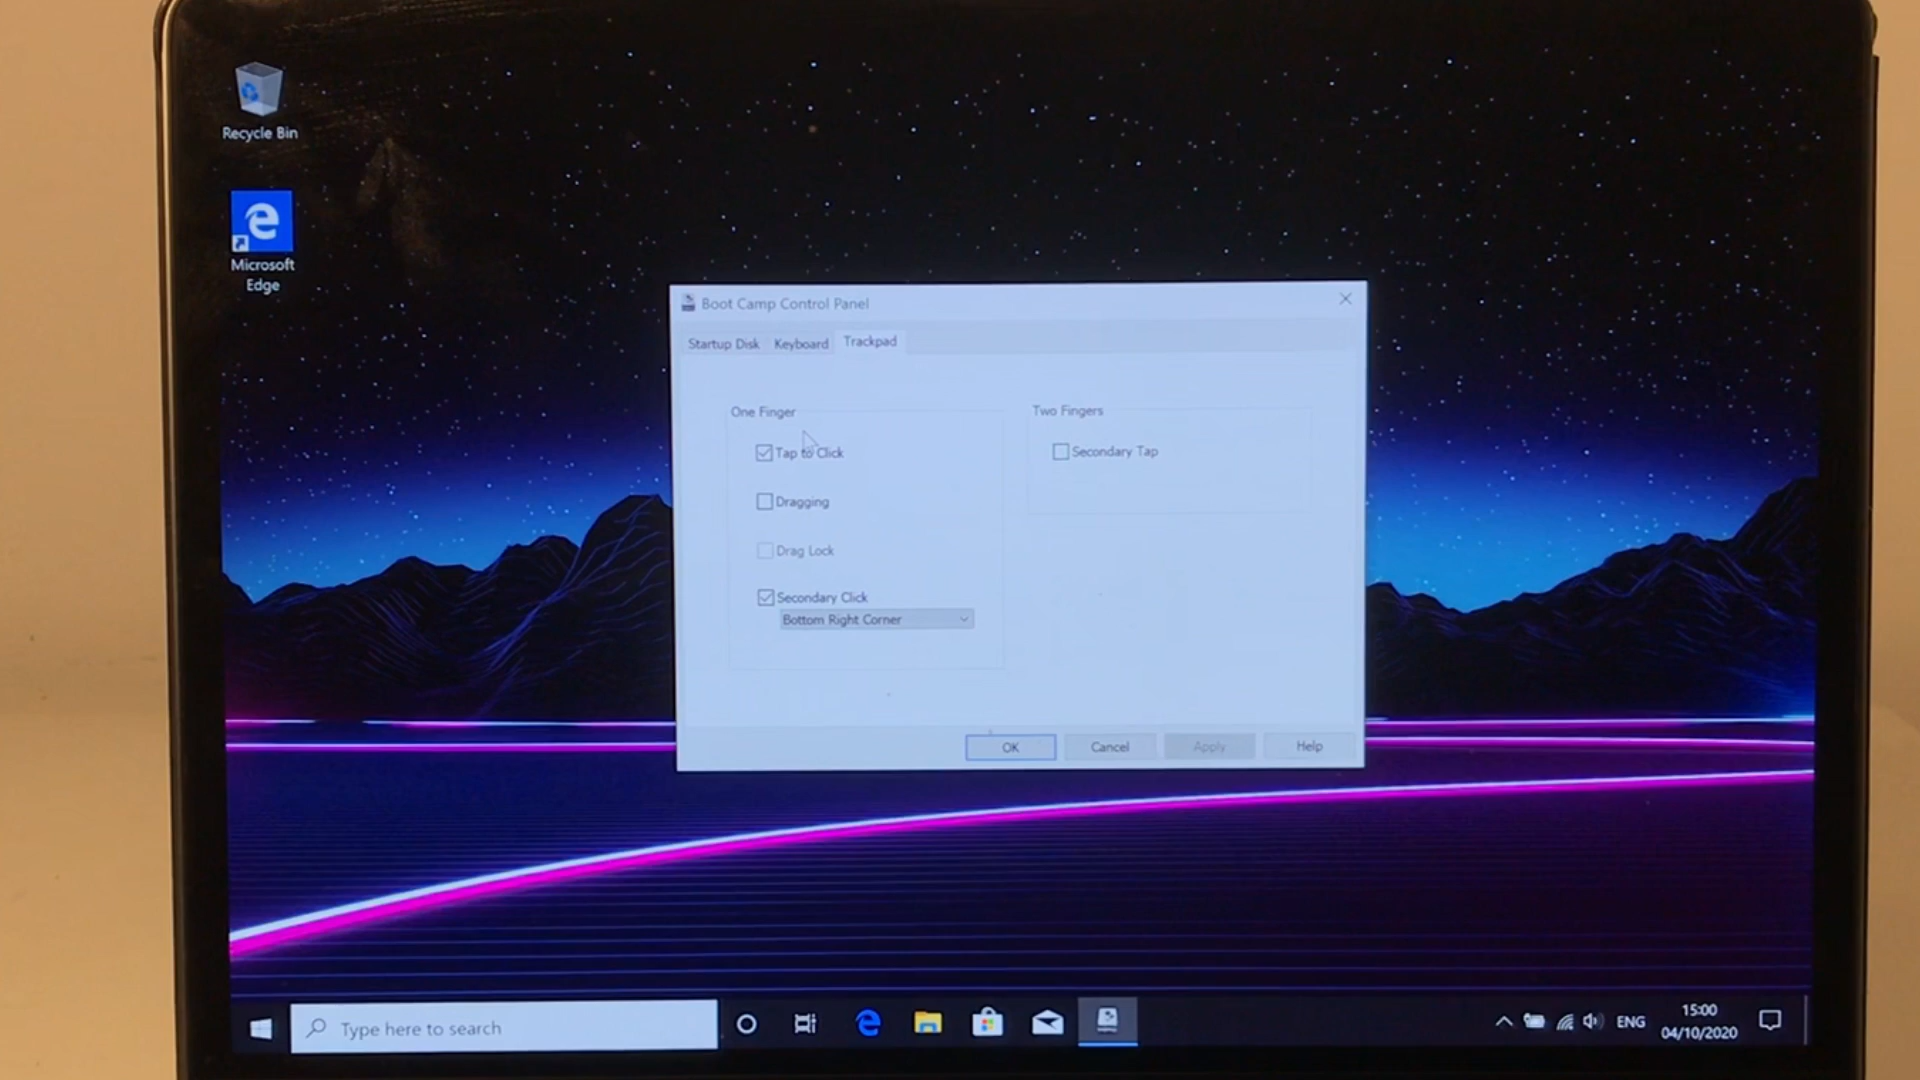 Recycle Bin
Microsoft
Edge
Boot Camp Control Panel
Startup Disk Keyboard Trackpad
One Finger
Tap to Click
Dragging
Drag Lock
Secondary Click
Bottom Right Corner
Two Fingers
Secondary Tap
OK Cancel Apply Help
Type here to search
ENG
15:00
04/10/2020